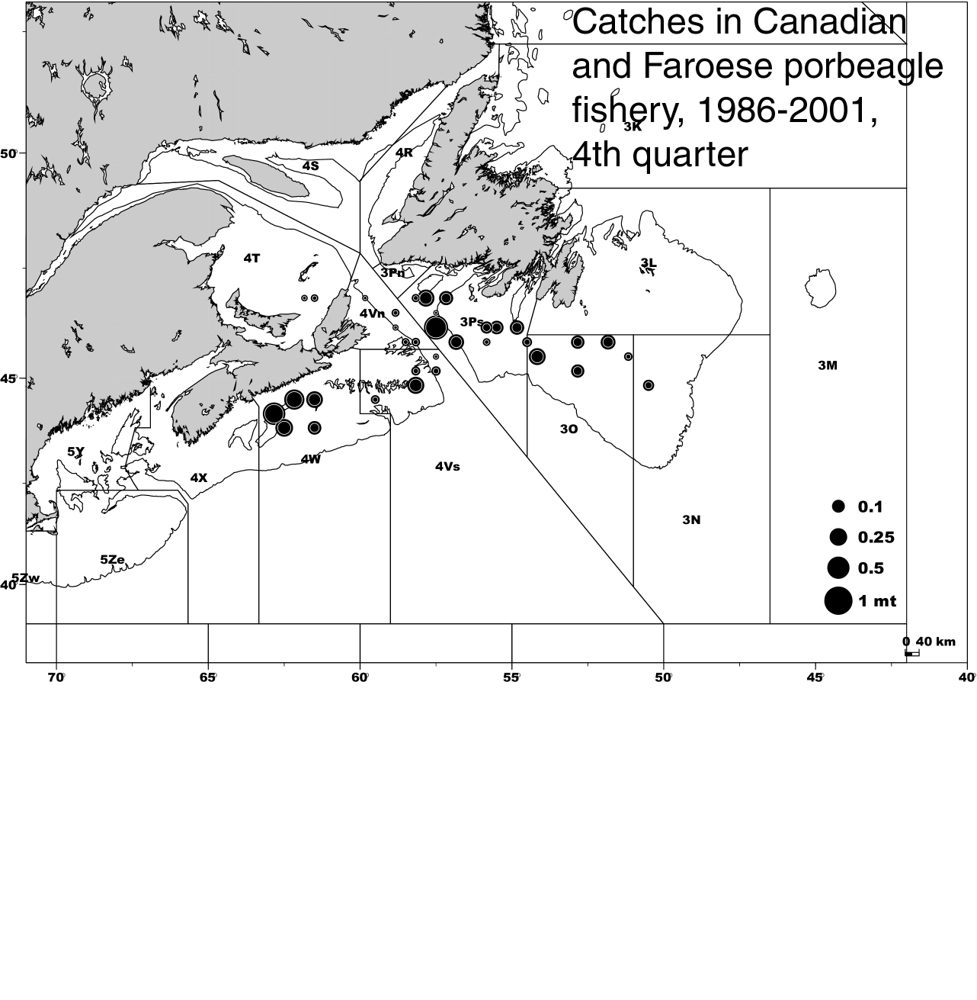 Catches in Canadian
and Faroese porbeagle
fishery, 1986-2001,
3K
4th quarter
50°
4S
4R
4T
3Pn
3L
4Vn
3Ps
3M
45°
3O
5Y
4W
4Vs
4X
0.1
3N
0.25
5Ze
0.5
5Zw
40°
1 mt
0 40 km
70° 65° 60° 55° 50° 45° 40°